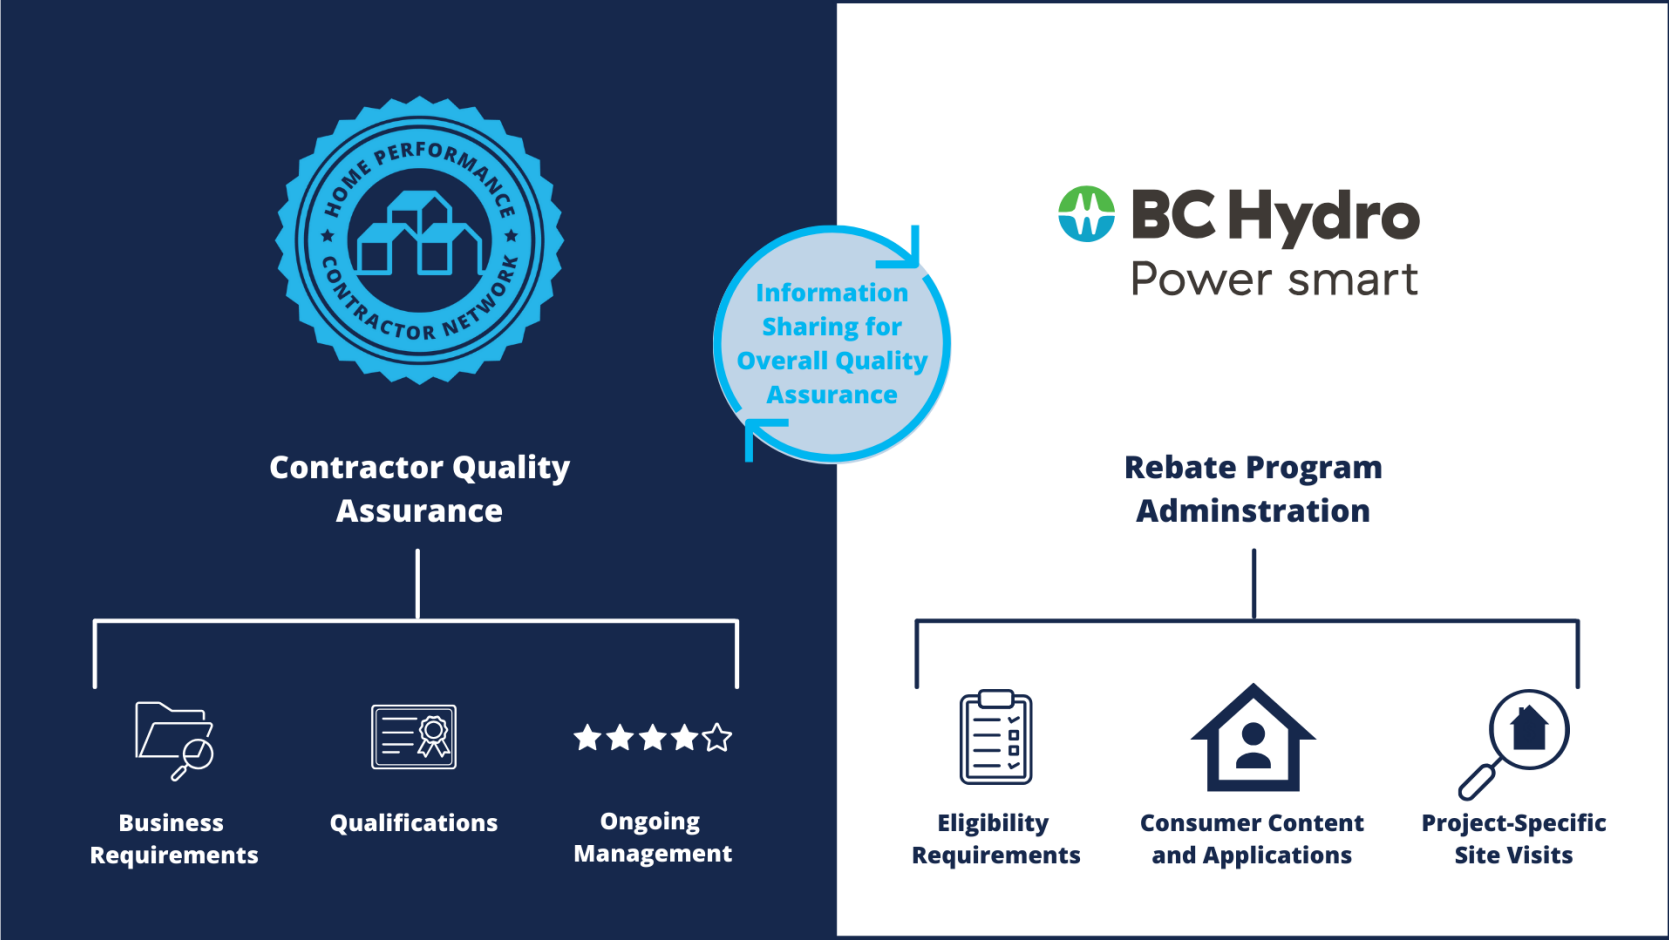 HOME PERFORMANCE
CONTRACTOR NETWORK
Contractor Quality
Assurance
Business
Requirements
Qualifications
Ongoing
Management
Information
Sharing for
Overall Quality
Assurance
BC Hydro
Power smart
Rebate Program
Adminstration
Eligibility
Requirements
Consumer Content
and Applications
Project-Specific
Site Visits